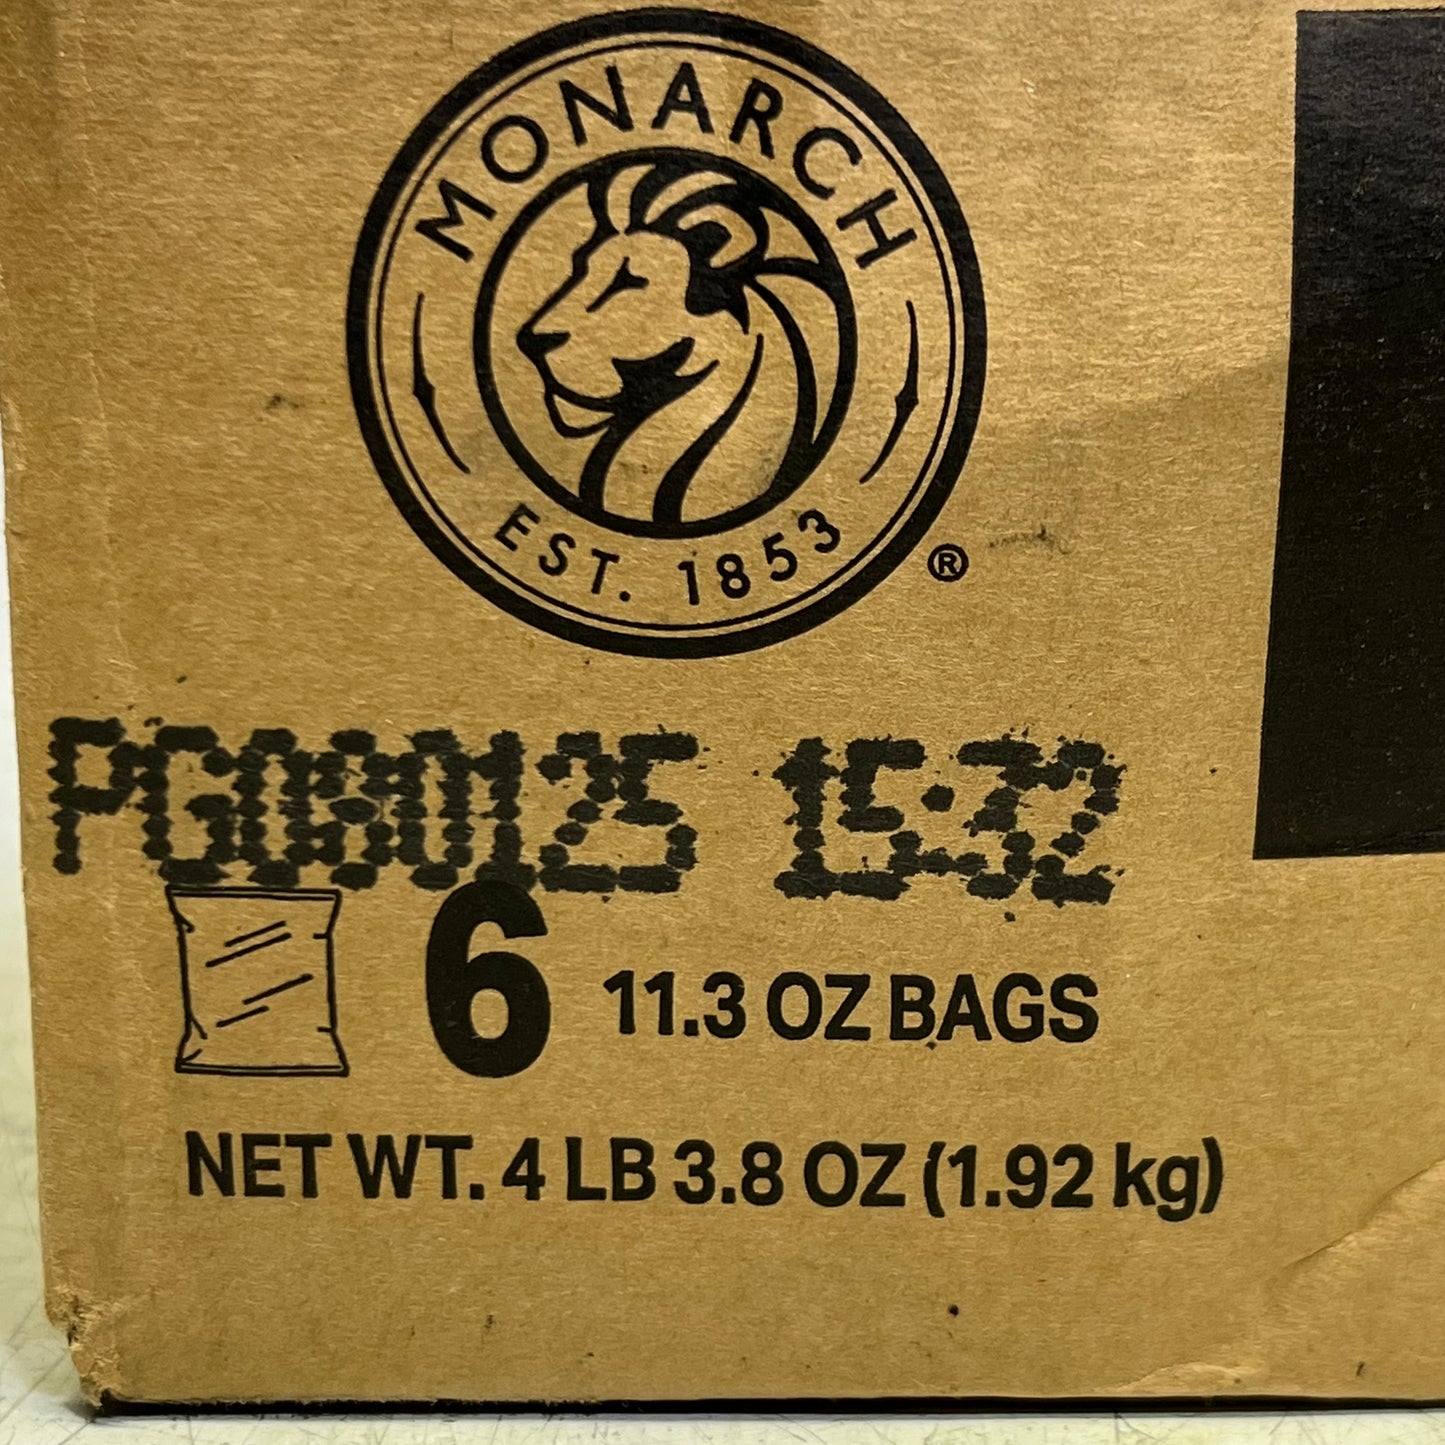 MONARCH
EST. 1853
®
PG080125 15:32
6 11.3 OZ BAGS
NET WT. 4 LB 3.8 OZ (1.92 kg)